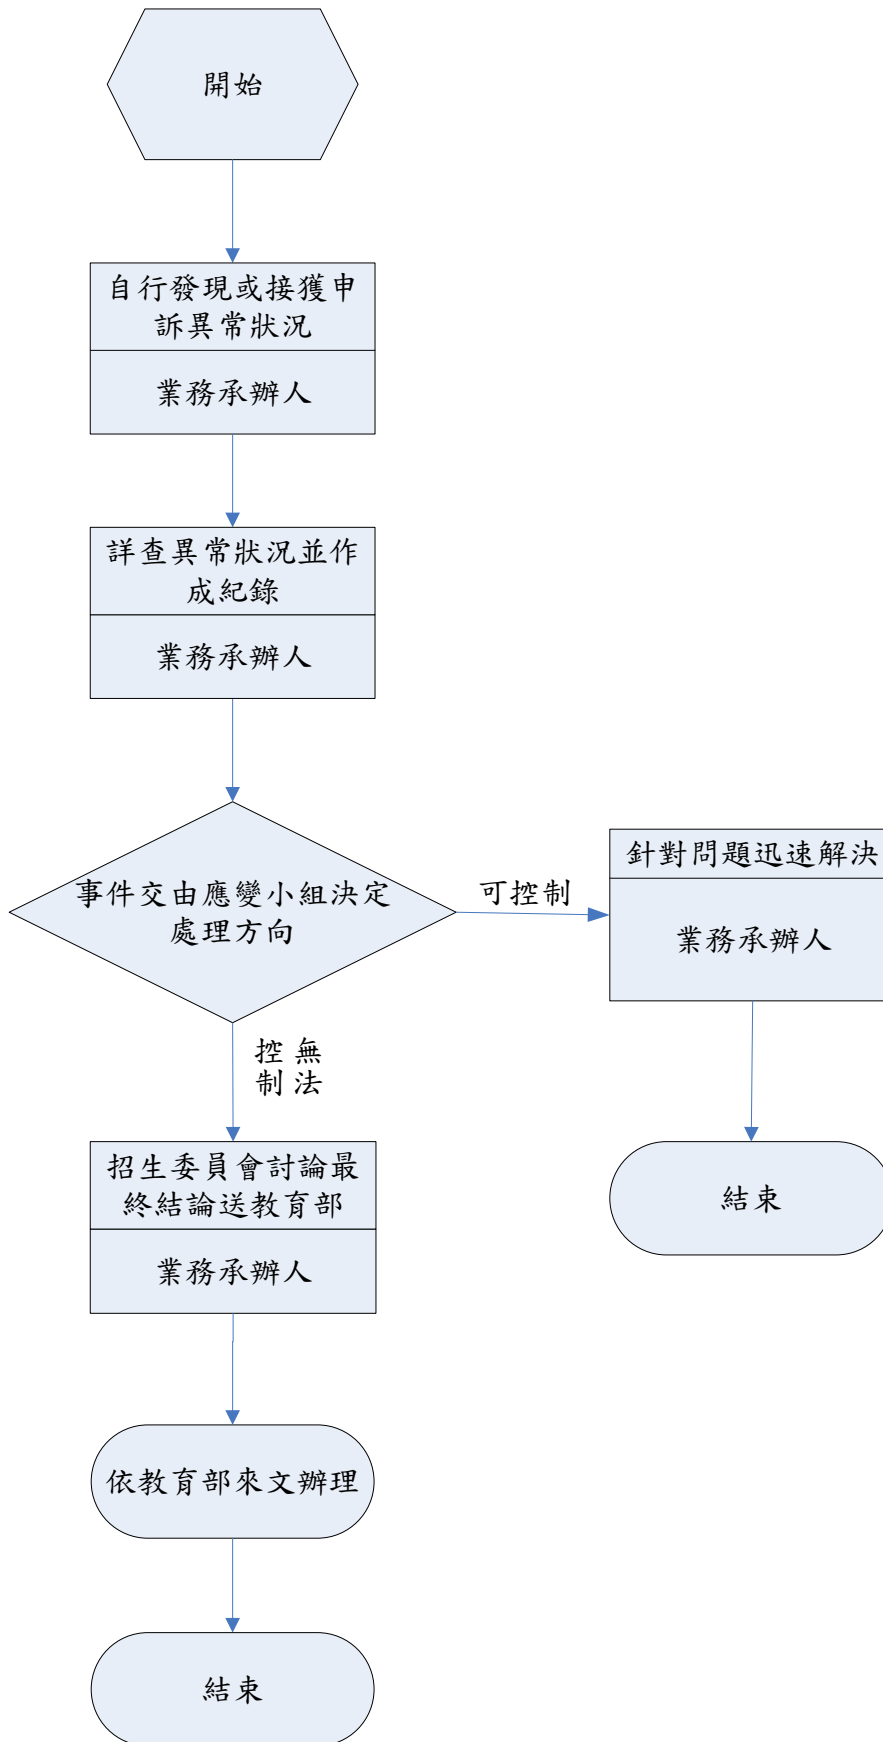 開始
自行發現或接獲申
訴異常狀況
業務承辦人
詳查異常狀況並作
成紀錄
業務承辦人
事件交由應變小組決定
處理方向
可控制
針對問題迅速解決
業務承辦人
結束
無法
控制
招生委員會討論最
終結論送教育部
業務承辦人
依教育部來文辦理
結束